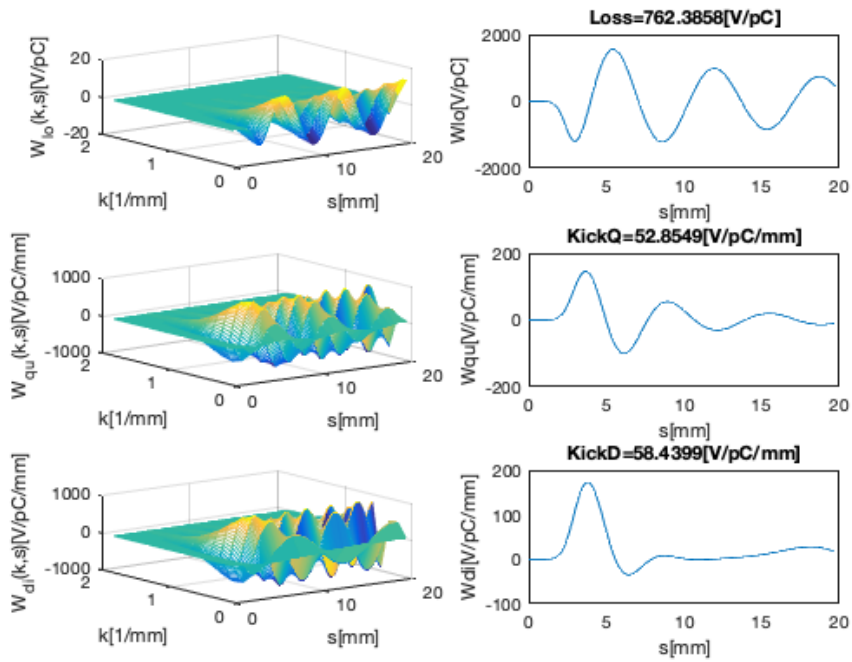 Loss=762.3858[V/pC]
20
0
-20
W_lo(k,s)[V/pC]
2
1
0
k[1/mm]
0
10
20
s[mm]
2000
0
-2000
Wlo[V/pC]
0
5
10
15
20
s[mm]
KickQ=52.8549[V/pC/mm]
1000
0
-1000
W_qu(k,s)[V/pC/mm]
2
1
0
k[1/mm]
0
10
20
s[mm]
200
0
-200
Wqu[V/pC/mm]
0
5
10
15
20
s[mm]
KickD=58.4399[V/pC/mm]
1000
0
-1000
W_di(k,s)[V/pC/mm]
2
1
0
k[1/mm]
0
10
20
s[mm]
200
100
0
-100
Wdi[V/pC/mm]
0
5
10
15
20
s[mm]